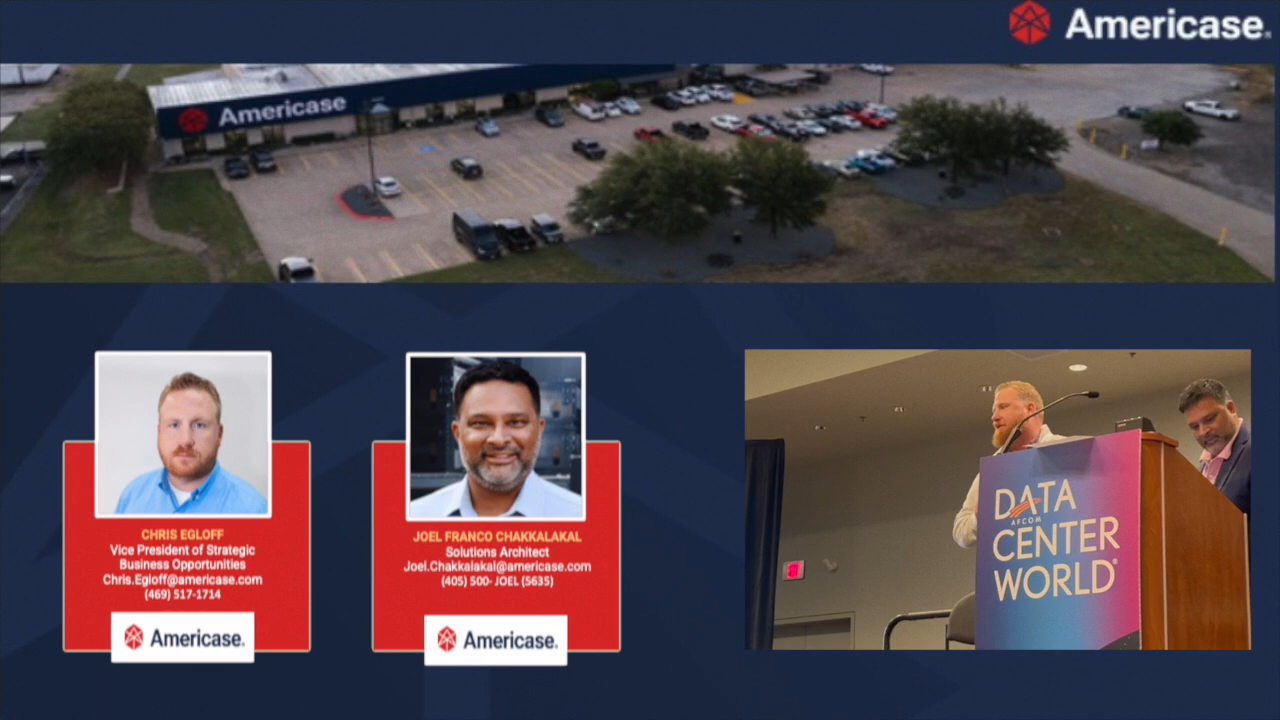 Americase.
Americase
CHRIS EGLOFF
Vice President of Strategic
Business Opportunities
Chris.Egloff@americase.com
(469) 517-1714
Americase.
JOEL FRANCO CHAKKALAKAL
Solutions Architect
Joel.Chakkalakal@americase.com
(405) 500- JOEL (5635)
Americase.
DATA
AFCOM
CENTER
WORLD®